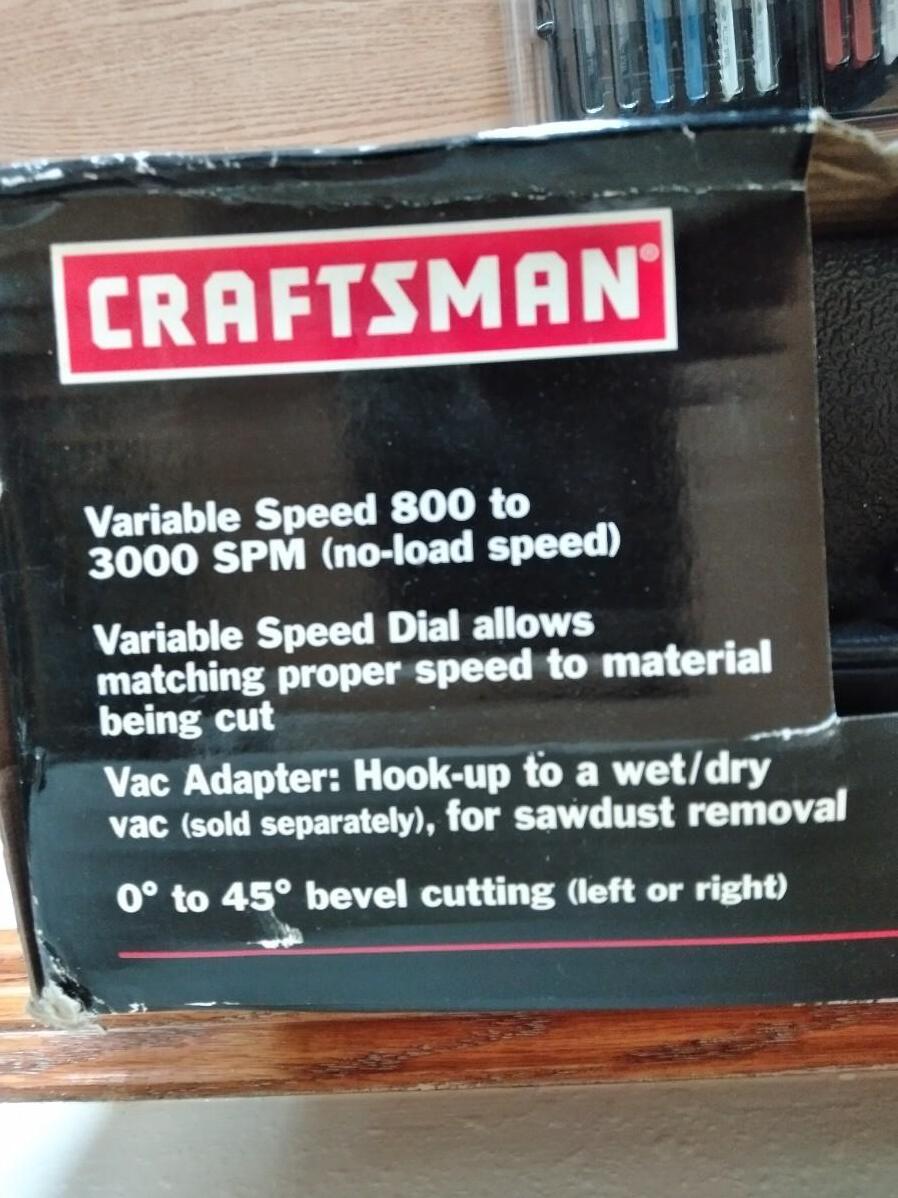 CRAFTSMAN®
Variable Speed 800 to
3000 SPM (no-load speed)
Variable Speed Dial allows
matching proper speed to material
being cut
Vac Adapter: Hook-up to a wet/dry
vac (sold separately), for sawdust removal
0° to 45° bevel cutting (left or right)